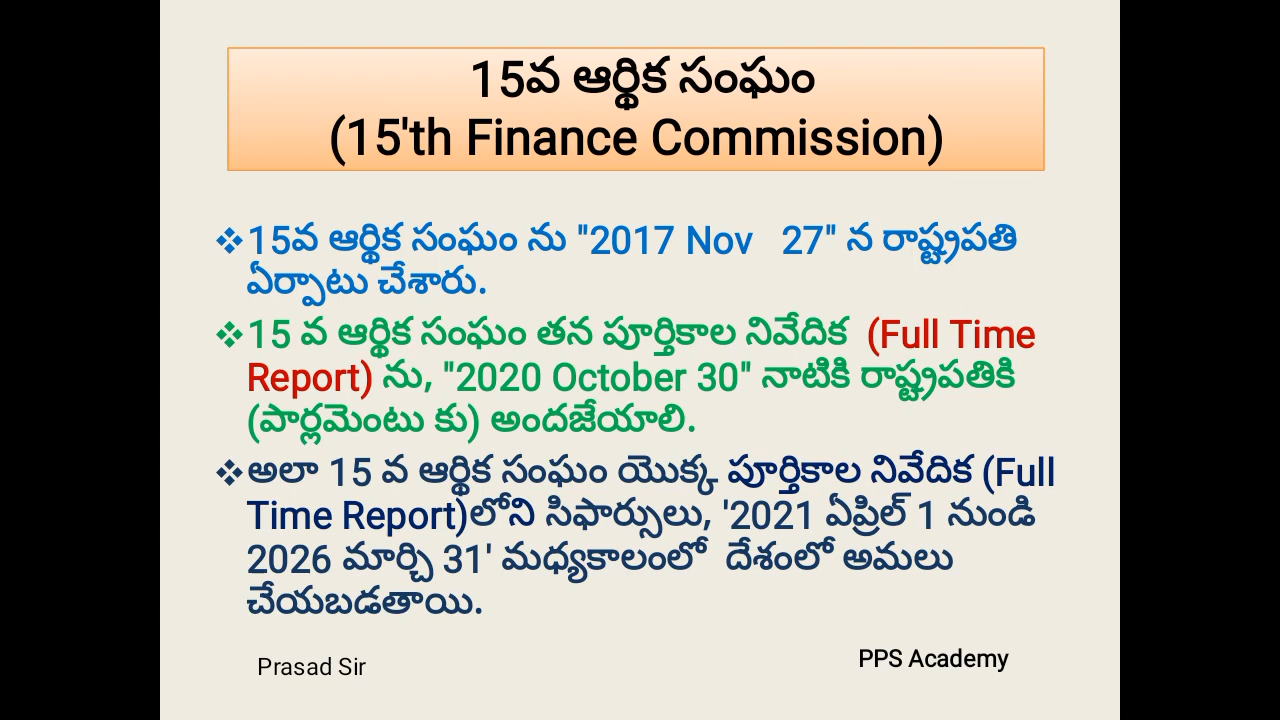 15వ ఆర్థిక సంఘం
(15'th Finance Commission)
❖15వ ఆర్థిక సంఘం ను "2017 Nov 27" న రాష్ట్రపతి
ఏర్పాటు చేశారు.
❖15 వ ఆర్థిక సంఘం తన పూర్తికాల నివేదిక (Full Time
Report) ను, "2020 October 30" నాటికి రాష్ట్రపతికి
(పార్లమెంటు కు) అందజేయాలి.
❖అలా 15 వ ఆర్థిక సంఘం యొక్క పూర్తికాల నివేదిక (Full
Time Report)లోని సిఫార్సులు, '2021 ఏప్రిల్ 1 నుండి
2026 మార్చి 31' మధ్యకాలంలో దేశంలో అమలు
చేయబడతాయి.
Prasad Sir
PPS Academy